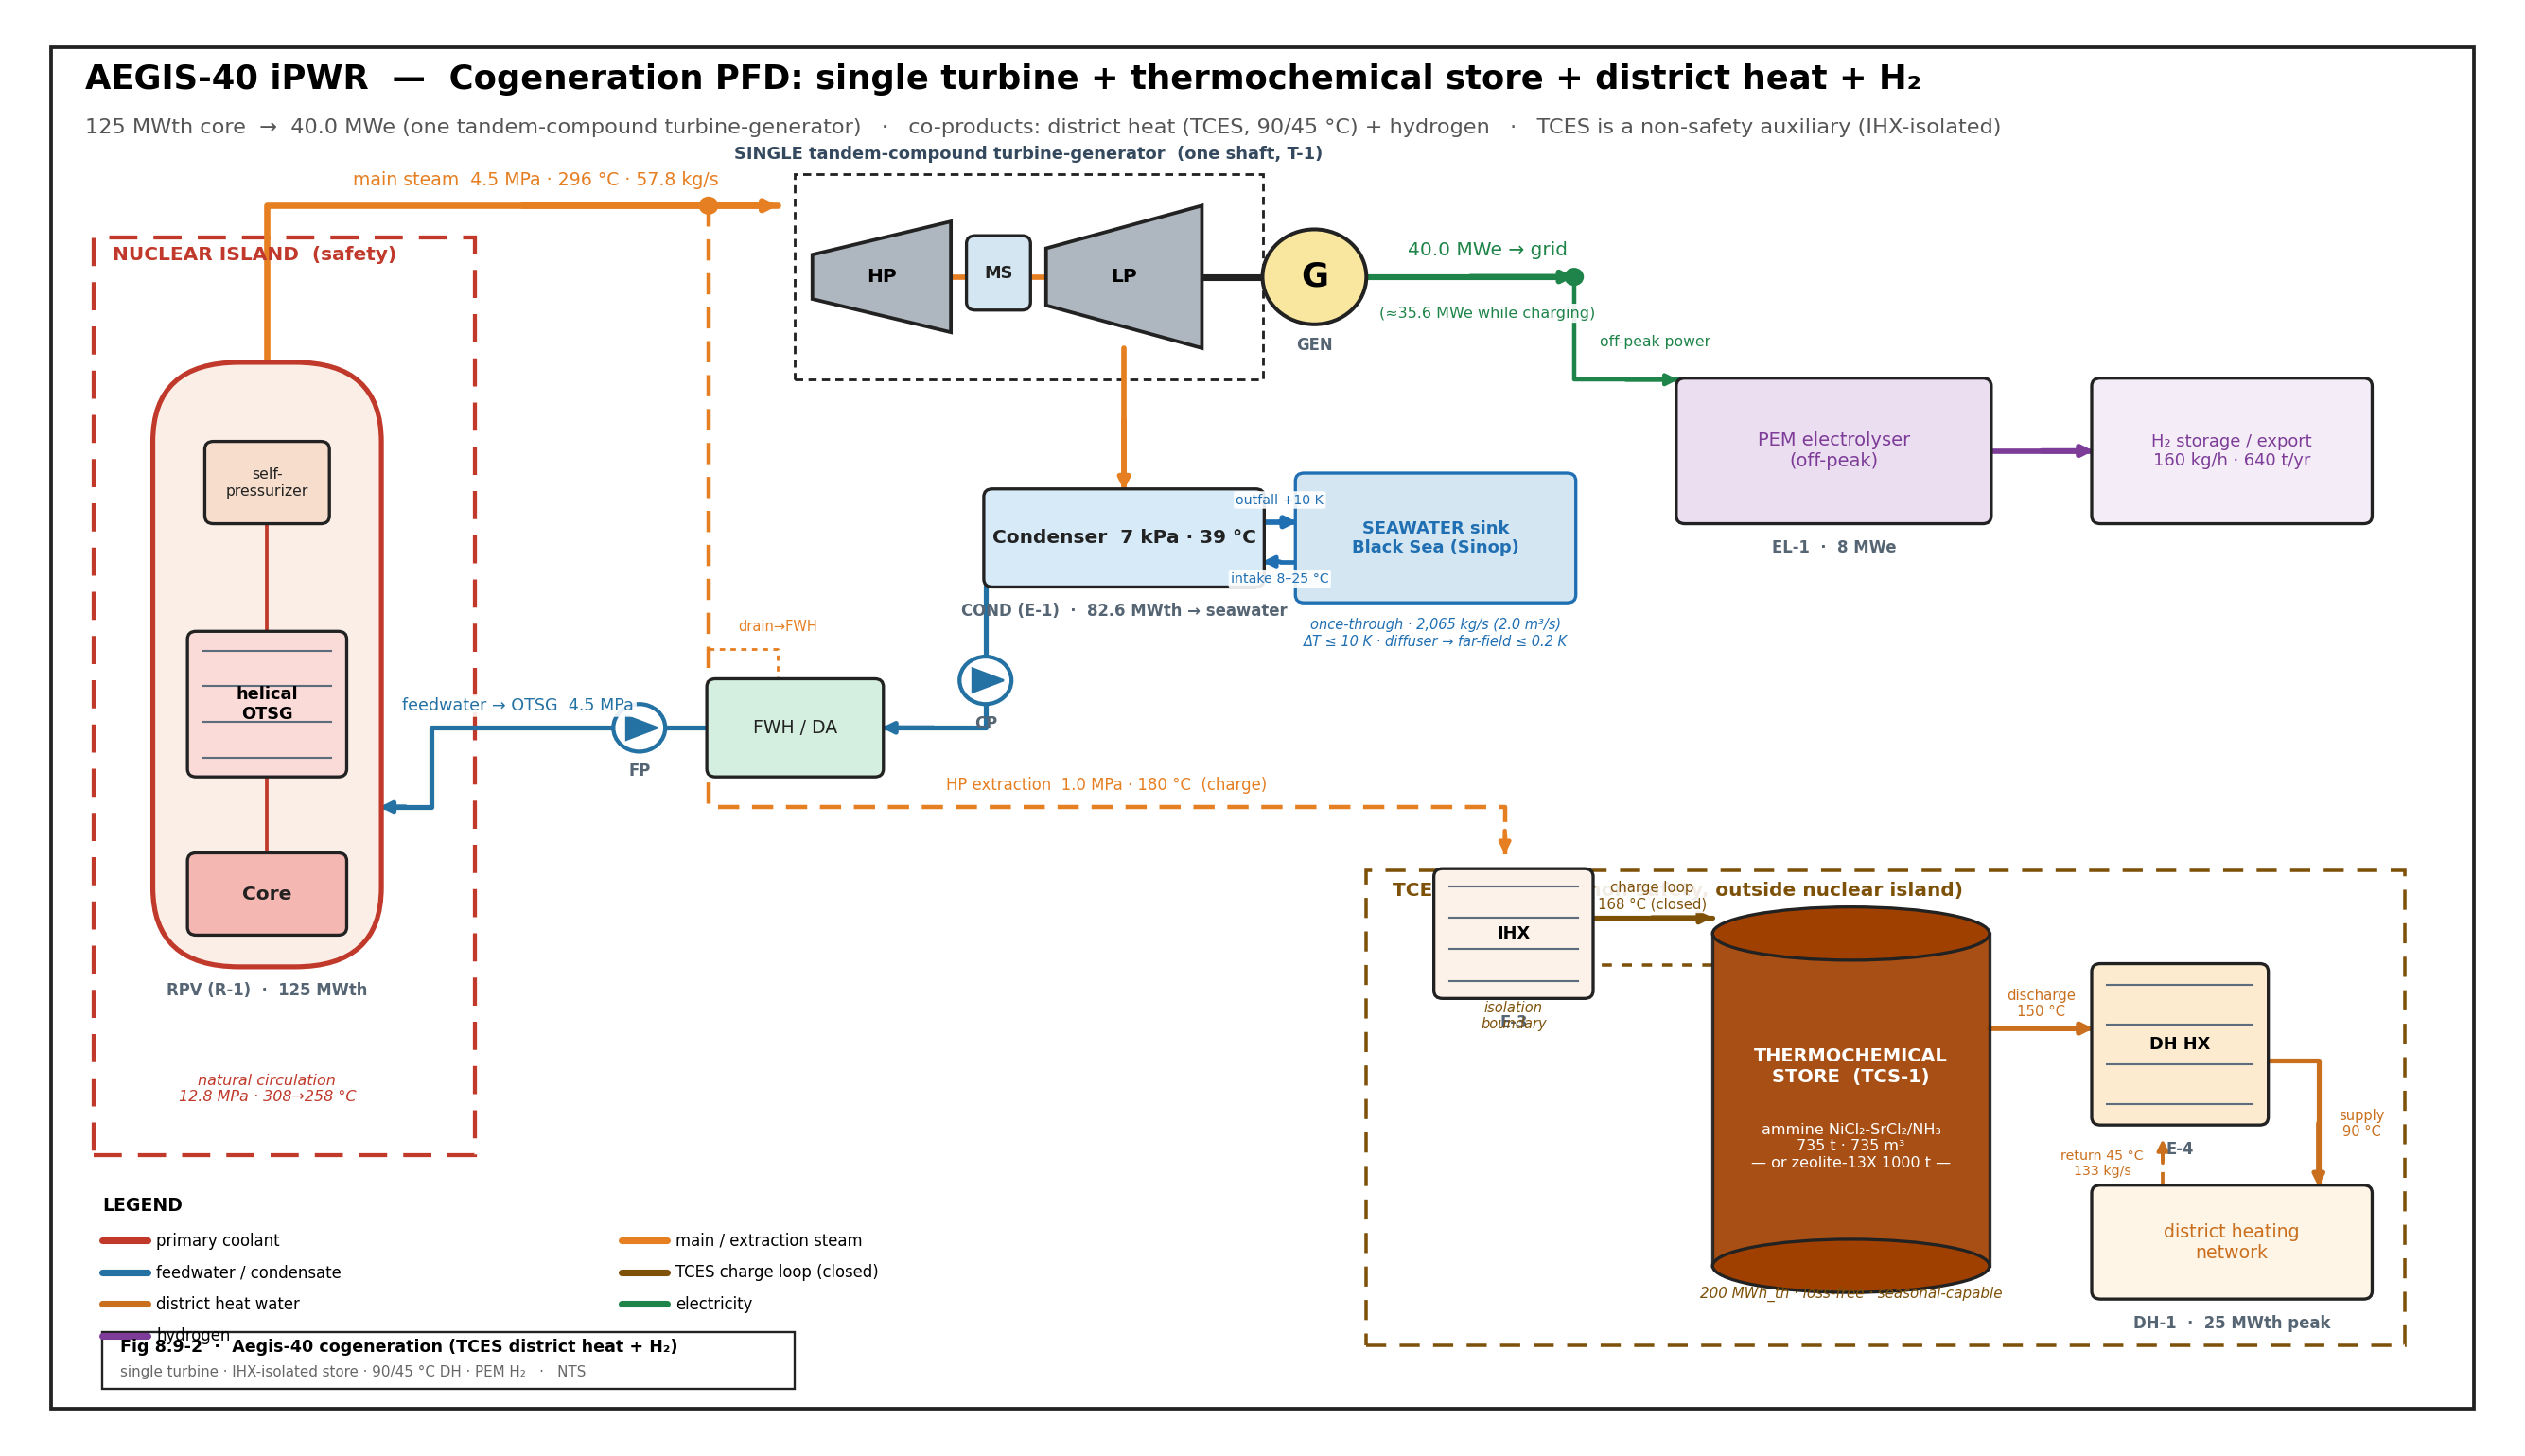 AEGIS-40 iPWR — Cogeneration PFD: single turbine + thermochemical store + district heat + H₂
125 MWth core → 40.0 MWe (one tandem-compound turbine-generator) · co-products: district heat (TCES, 90/45 °C) + hydrogen · TCES is a non-safety auxiliary (IHX-isolated)
SINGLE tandem-compound turbine-generator (one shaft, T-1)
main steam 4.5 MPa · 296 °C · 57.8 kg/s
NUCLEAR ISLAND (safety)
HP
MS
LP
G
GEN
40.0 MWe → grid
(≈35.6 MWe while charging)
off-peak power
PEM electrolyser
(off-peak)
EL-1 · 8 MWe
H₂ storage / export
160 kg/h · 640 t/yr
self-
pressurizer
helical
OTSG
Core
RPV (R-1) · 125 MWth
natural circulation
12.8 MPa · 308→258 °C
Condenser 7 kPa · 39 °C
COND (E-1) · 82.6 MWth → seawater
outfall +10 K
intake 8–25 °C
SEAWATER sink
Black Sea (Sinop)
once-through · 2,065 kg/s (2.0 m³/s)
ΔT ≤ 10 K · diffuser → far-field ≤ 0.2 K
drain→FWH
CP
FWH / DA
feedwater → OTSG 4.5 MPa
FP
HP extraction 1.0 MPa · 180 °C (charge)
TCE
outside nuclear island)
charge loop
168 °C (closed)
IHX
isolation
boundary
E-3
THERMOCHEMICAL
STORE (TCS-1)
ammine NiCl₂-SrCl₂/NH₃
735 t · 735 m³
— or zeolite-13X 1000 t —
200 MWh_th · loss-free · seasonal-capable
discharge
150 °C
DH HX
E-4
supply
90 °C
return 45 °C
133 kg/s
district heating
network
DH-1 · 25 MWth peak
LEGEND
primary coolant
feedwater / condensate
district heat water
hydrogen
main / extraction steam
TCES charge loop (closed)
electricity
Fig 8.9-2 · Aegis-40 cogeneration (TCES district heat + H₂)
single turbine · IHX-isolated store · 90/45 °C DH · PEM H₂ · NTS